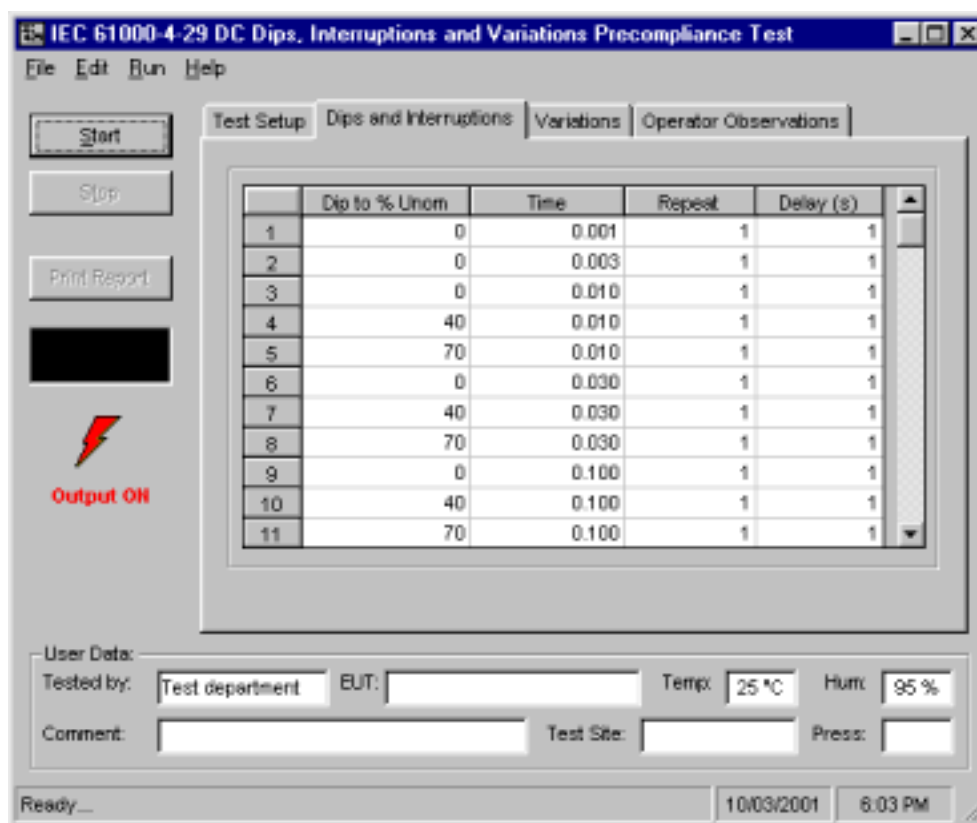 IEC 61000-4-29 DC Dips, Interruptions and Variations Precompliance Test
File Edit Run Help
Start
Stop
Print Report
Output ON
Test Setup Dips and Interruptions Variations Operator Observations
Dip to % Unom Time Repeat Delay (s)
1 0 0.001 1 1
2 0 0.003 1 1
3 0 0.010 1 1
4 40 0.010 1 1
5 70 0.010 1 1
6 0 0.030 1 1
7 40 0.030 1 1
8 70 0.030 1 1
9 0 0.100 1 1
10 40 0.100 1 1
11 70 0.100 1 1
User Data:
Tested by: Test department EUT: Temp: 25 °C Hum: 95 %
Comment: Test Site: Press:
Ready... 10/03/2001 6:03 PM